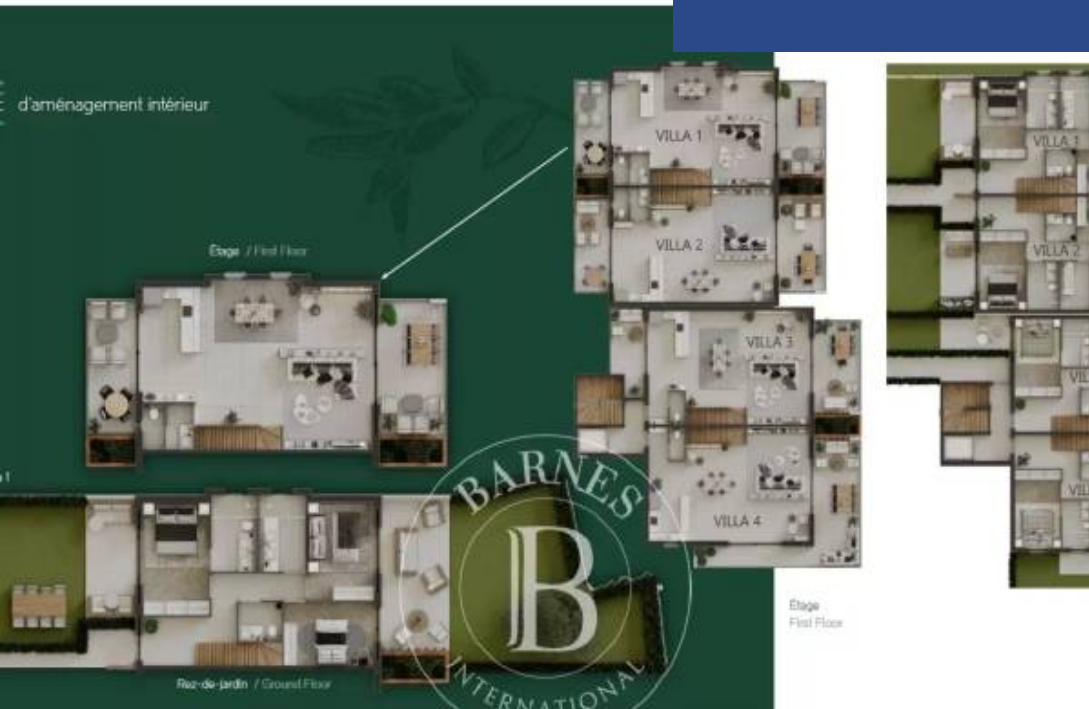 d'aménagement intérieur
Étage / First Floor
VILLA 1
VILLA 2
VILLA 3
VILLA 4
VILLA 1
VILLA 2
Étage
First Floor
BARNES
B
INTERNATIONAL
Rez-de-jardin / Ground Floor